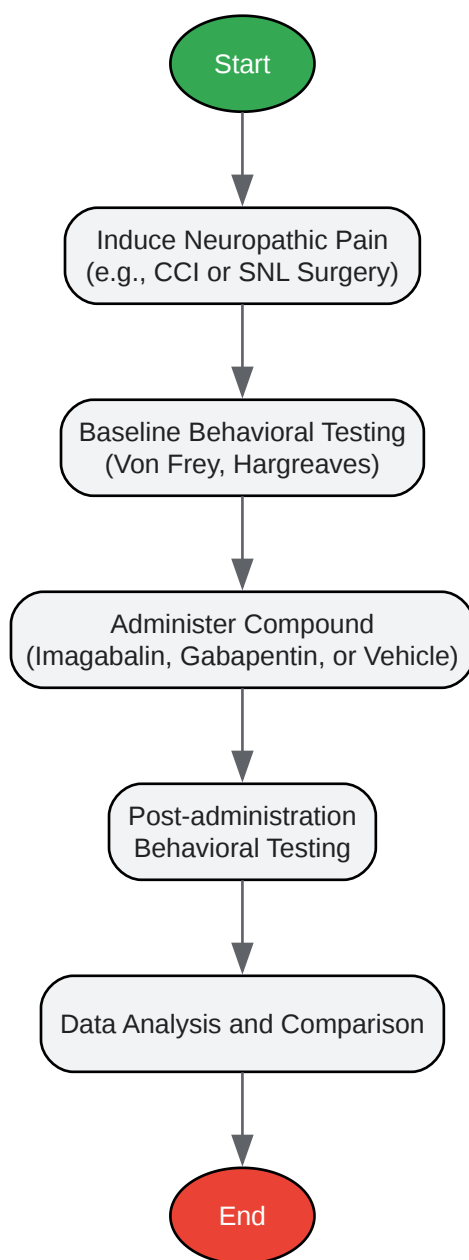 Start
Induce Neuropathic Pain
(e.g., CCI or SNL Surgery)
Baseline Behavioral Testing
(Von Frey, Hargreaves)
Administer Compound
(Imagabalin, Gabapentin, or Vehicle)
Post-administration
Behavioral Testing
Data Analysis and Comparison
End